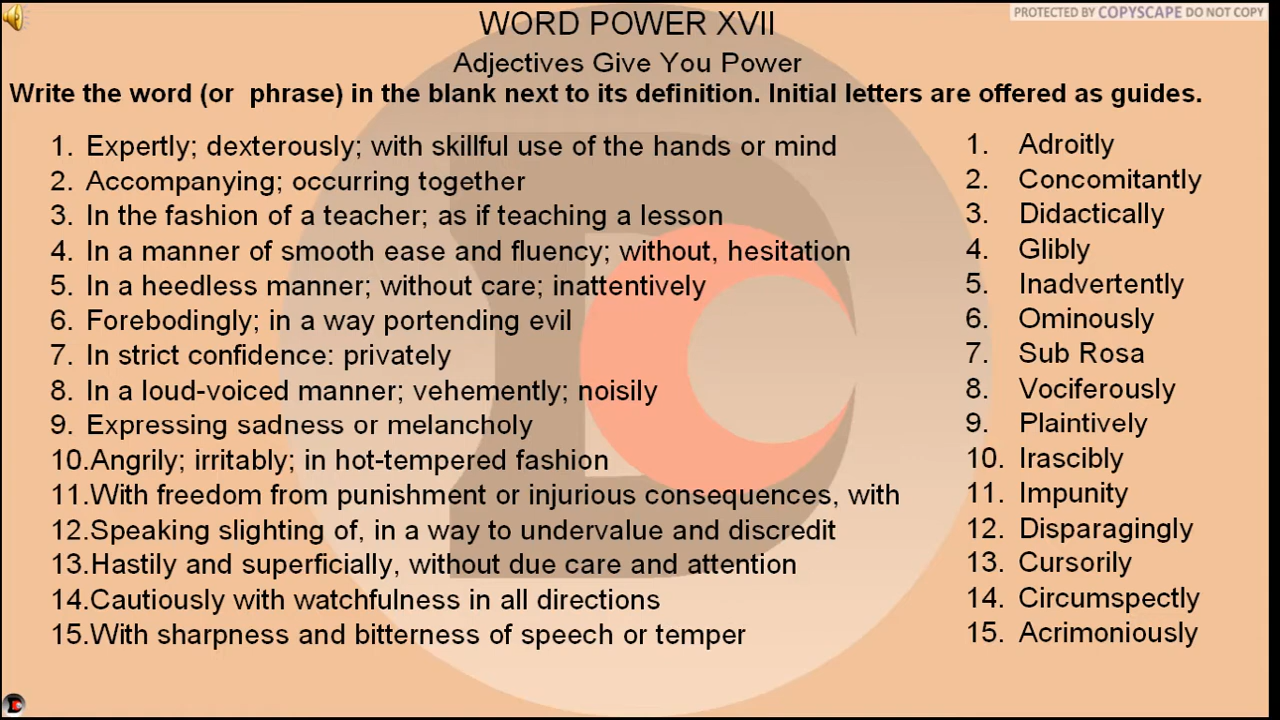 WORD POWER XVII
PROTECTED BY COPYSCAPE DO NOT COPY
Adjectives Give You Power
Write the word (or phrase) in the blank next to its definition. Initial letters are offered as guides.
1. Expertly; dexterously; with skillful use of the hands or mind
2. Accompanying; occurring together
3. In the fashion of a teacher; as if teaching a lesson
4. In a manner of smooth ease and fluency; without, hesitation
5. In a heedless manner; without care; inattentively
6. Forebodingly; in a way portending evil
7. In strict confidence: privately
8. In a loud-voiced manner; vehemently; noisily
9. Expressing sadness or melancholy
10.Angrily; irritably; in hot-tempered fashion
11.With freedom from punishment or injurious consequences, with
12.Speaking slighting of, in a way to undervalue and discredit
13.Hastily and superficially, without due care and attention
14.Cautiously with watchfulness in all directions
15.With sharpness and bitterness of speech or temper
1. Adroitly
2. Concomitantly
3. Didactically
4. Glibly
5. Inadvertently
6. Ominously
7. Sub Rosa
8. Vociferously
9. Plaintively
10. Irascibly
11. Impunity
12. Disparagingly
13. Cursorily
14. Circumspectly
15. Acrimoniously